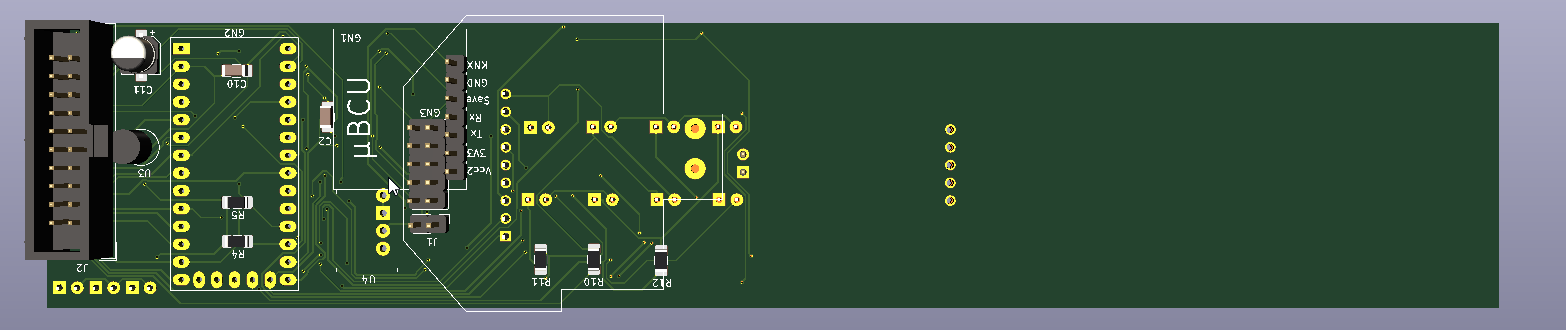 GN2
GN1
+
C11
C10
KNX
GND
Save
Rx
Tx
3V3
Vcc2
GN3
µBCU
C2
U3
R5
R4
J1
J2
U4
R11
R10
R12